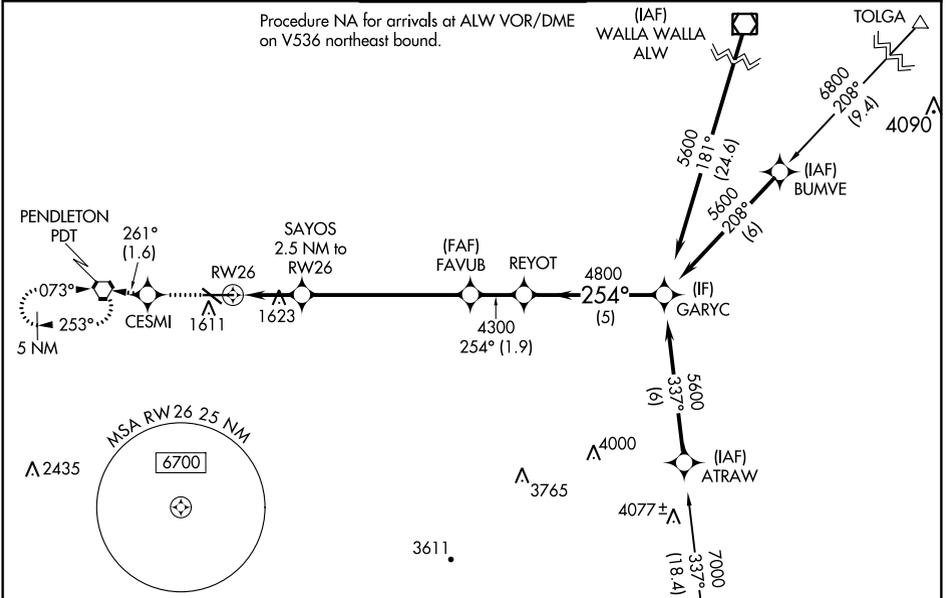 Procedure NA for arrivals at ALW VOR/DME
on V536 northeast bound.
(IAF)
WALLA WALLA
ALW
TOLGA
6800
208°
(9.4)
4090
5600
181°
(24.6)
(IAF)
BUMVE
5600
208°
(6)
PENDLETON
PDT
261°
(1.6)
SAYOS
2.5 NM to
RW26
RW26
(FAF)
FAVUB
REYOT
4800
254°
(5)
(IF)
GARYC
073°
253°
5 NM
CESMI
1611
1623
4300
254° (1.9)
5600
337°
(6)
MSA RW 26 25 NM
6700
2435
4000
3765
(IAF)
ATRAW
4077±
3611
7000
337°
(18.4)